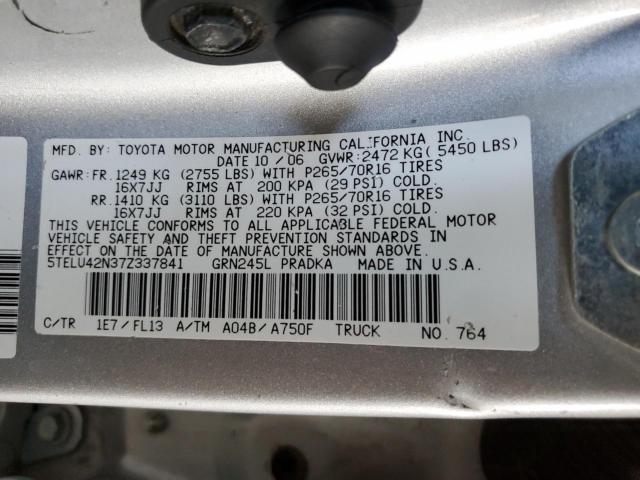 MFD. BY: TOYOTA MOTOR MANUFACTURING CALIFORNIA INC.
DATE 10 / 06 GVWR: 2472 KG ( 5450 LBS)
GAWR: FR. 1249 KG (2755 LBS) WITH P265/70R16 TIRES
16X7JJ RIMS AT 200 KPA (29 PSI) COLD.
RR. 1410 KG (3110 LBS) WITH P265/70R16 TIRES
16X7JJ RIMS AT 220 KPA (32 PSI) COLD.
THIS VEHICLE CONFORMS TO ALL APPLICABLE FEDERAL MOTOR
VEHICLE SAFETY AND THEFT PREVENTION STANDARDS IN
EFFECT ON THE DATE OF MANUFACTURE SHOWN ABOVE.
5TELU42N37Z337841 GRN245L PRADKA MADE IN U.S.A.
C/TR 1E7 / FL13 A/TM A04B / A750F TRUCK NO. 764